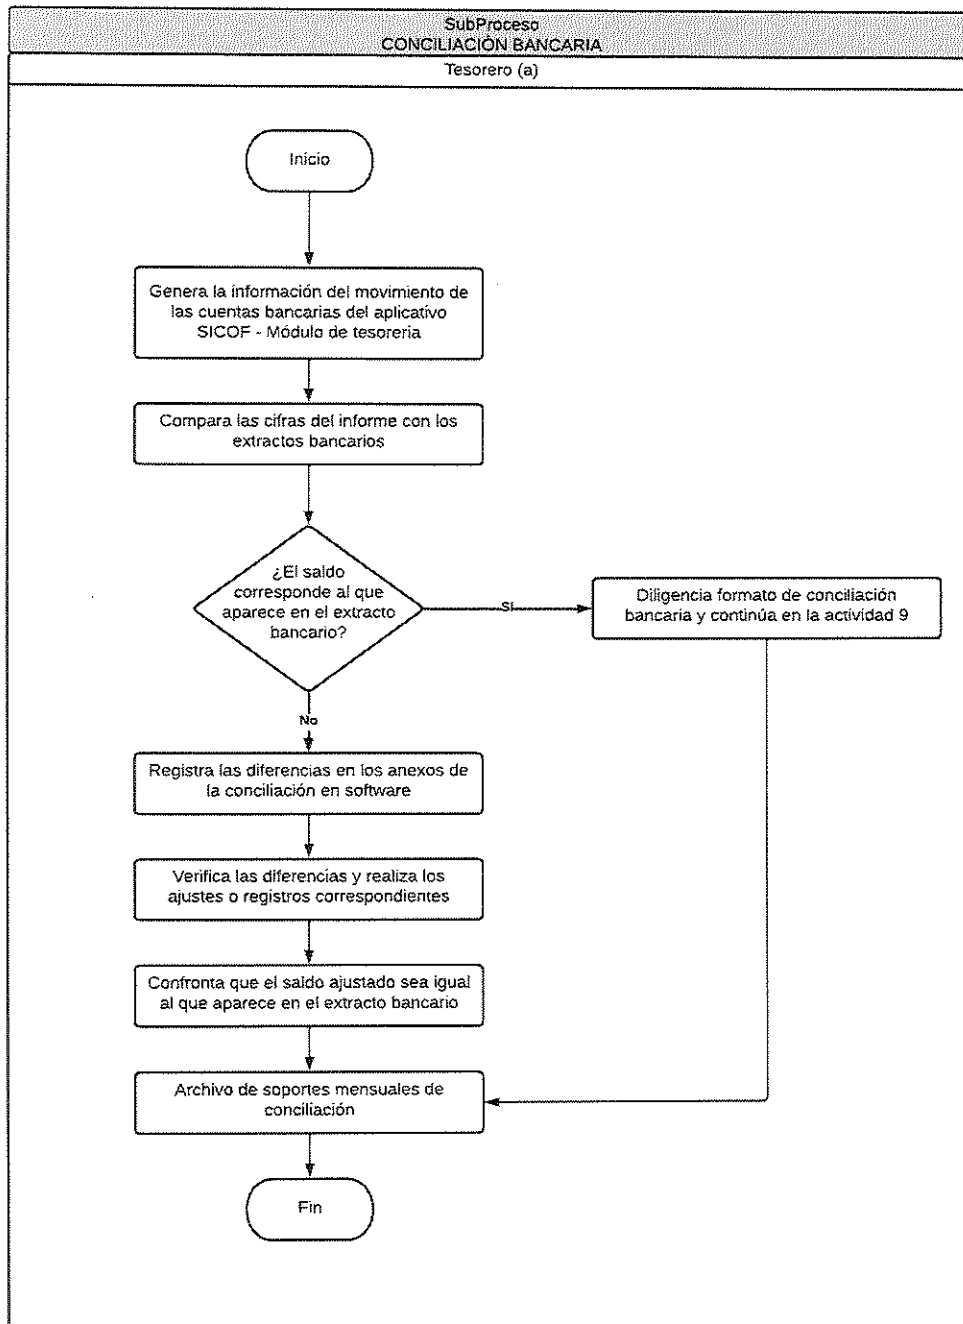 SubProceso
CONCILIACIÓN BANCARIA
Tesorero (a)
Inicio
Genera la información del movimiento de
las cuentas bancarias del aplicativo
SICOF - Módulo de tesoreria
Compara las cifras del informe con los
extractos bancarios
¿El saldo
corresponde al que
aparece en el extracto
bancario?
Si
Diligencia formato de conciliación
bancaria y continúa en la actividad 9
No
Registra las diferencias en los anexos de
la conciliación en software
Verifica las diferencias y realiza los
ajustes o registros correspondientes
Confronta que el saldo ajustado sea igual
al que aparece en el extracto bancario
Archivo de soportes mensuales de
conciliación
Fin